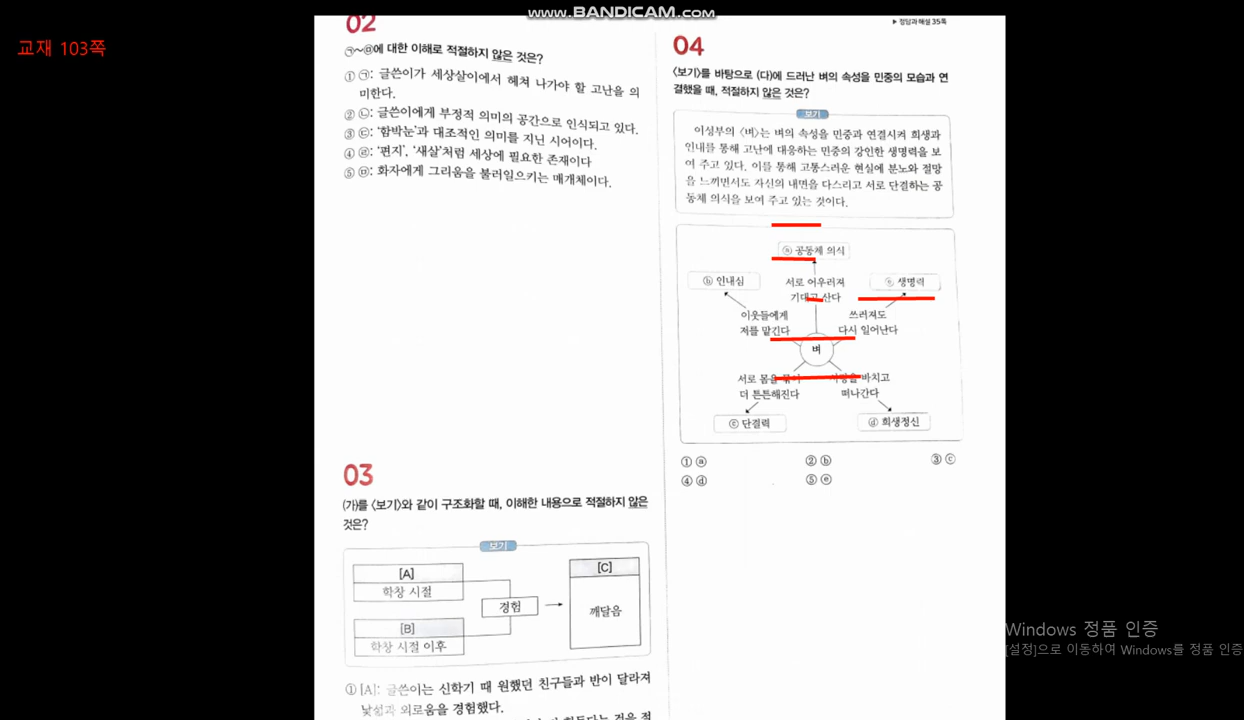 www.BANDICAM.com
교재 103쪽
02
㉠~㉤에 대한 이해로 적절하지 않은 것은?
① ㉠: 글쓴이가 세상살이에서 헤쳐 나가야 할 고난을 의
미한다.
② ㉡: 글쓴이에게 부정적 의미의 공간으로 인식되고 있다.
③ ㉢: '함박눈'과 대조적인 의미를 지닌 시어이다.
④ ㉣: '편지', '새살'처럼 세상에 필요한 존재이다
⑤ ㉤: 화자에게 그리움을 불러일으키는 매개체이다.
03
(가)를 〈보기〉와 같이 구조화할 때, 이해한 내용으로 적절하지 않은
것은?
보기
[A]
학창 시절
[B]
학창 시절 이후
경험
[C]
깨달음
① [A]: 글쓴이는 신학기 때 원했던 친구들과 반이 달라져
낯섦과 외로움을 경험했다.
▶ 정답과 해설 35쪽
04
〈보기〉를 바탕으로 (다)에 드러난 벼의 속성을 민중의 모습과 연
결했을 때, 적절하지 않은 것은?
보기
이성부의 〈벼〉는 벼의 속성을 민중과 연결시켜 희생과
인내를 통해 고난에 대응하는 민중의 강인한 생명력을 보
여 주고 있다. 이를 통해 고통스러운 현실에 분노와 절망
을 느끼면서도 자신의 내면을 다스리고 서로 단결하는 공
동체 의식을 보여 주고 있는 것이다.
ⓐ 공동체 의식
ⓑ 인내심
서로 어우러져
기대고 산다
ⓔ 생명력
이웃들에게
저를 맡긴다
쓰러져도
다시 일어난다
벼
서로 몸을 묶어
더 튼튼해진다
바치고
떠나간다
ⓒ 단결력
ⓓ 희생정신
① ⓐ ② ⓑ ③ ⓒ
④ ⓓ ⑤ ⓔ
Windows 정품 인증
[설정]으로 이동하여 Windows를 정품 인증